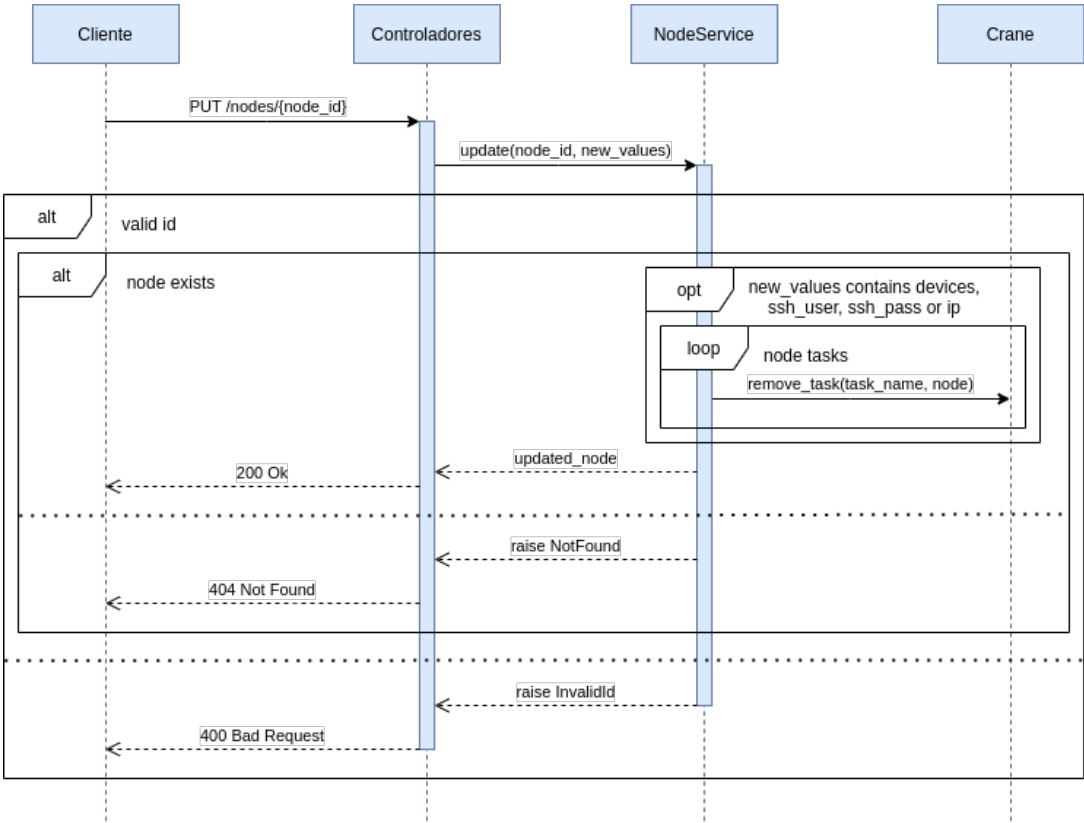 Cliente
Controladores
NodeService
Crane
PUT /nodes/{node_id}
update(node_id, new_values)
alt
valid id
alt
node exists
opt
new_values contains devices,
ssh_user, ssh_pass or ip
loop
node tasks
remove_task(task_name, node)
updated_node
200 Ok
raise NotFound
404 Not Found
raise InvalidId
400 Bad Request